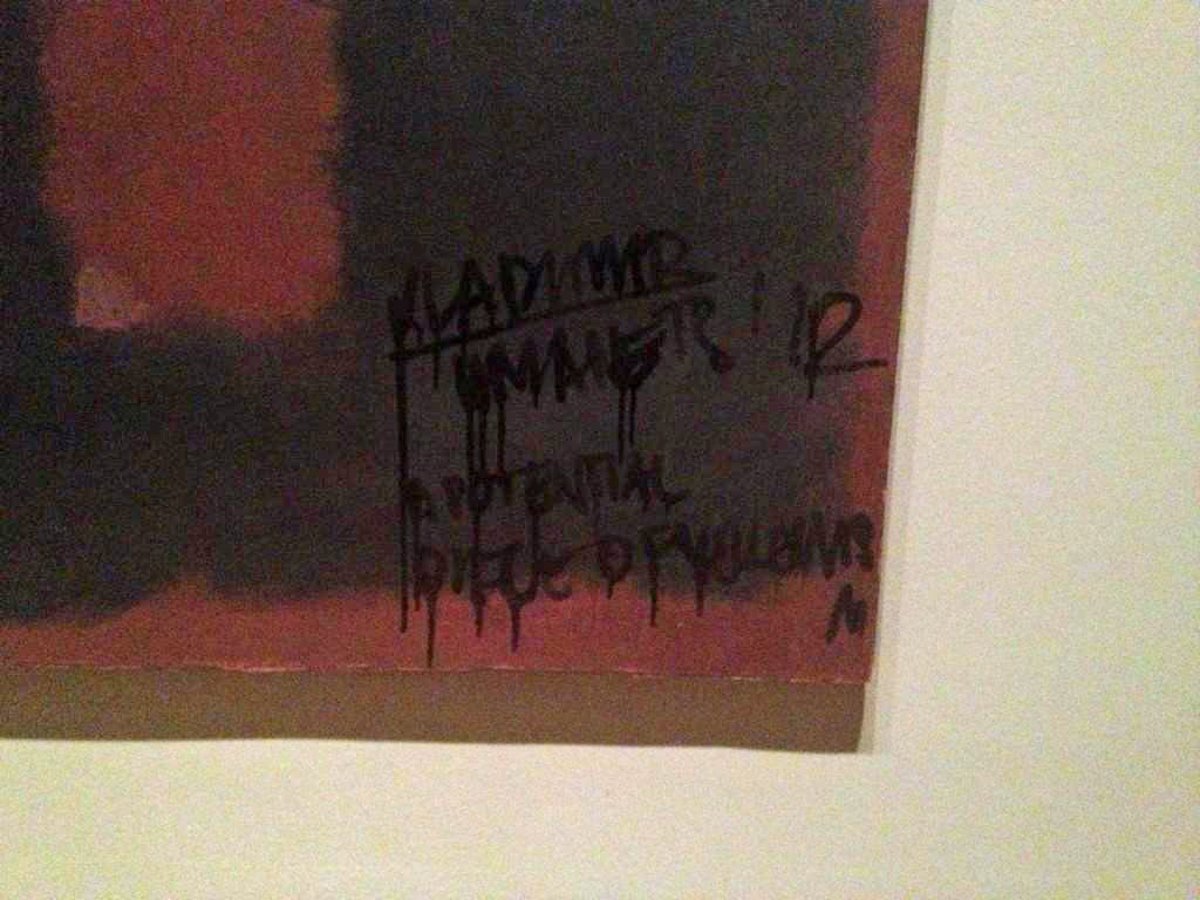 VLADIMIR
UMANETS '12
A POTENTIAL
PIECE OF YELLOWISM